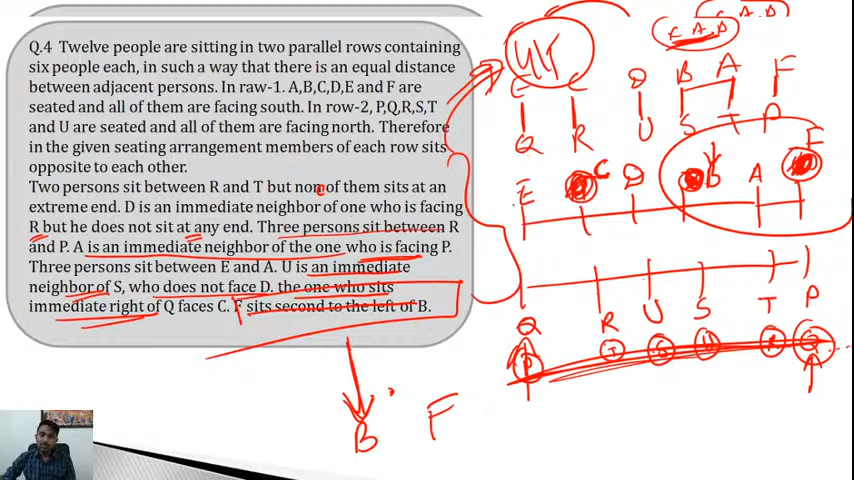 Q.4 Twelve people are sitting in two parallel rows containing
six people each, in such a way that there is an equal distance
between adjacent persons. In raw-1. A,B,C,D,E and F are
seated and all of them are facing south. In row-2, P,Q,R,S,T
and U are seated and all of them are facing north. Therefore
in the given seating arrangement members of each row sits
opposite to each other.
Two persons sit between R and T but none of them sits at an
extreme end. D is an immediate neighbor of one who is facing
R but he does not sit at any end. Three persons sit between R
and P. A is an immediate neighbor of the one who is facing P.
Three persons sit between E and A. U is an immediate
neighbor of S, who does not face D. the one who sits
immediate right of Q faces C. F sits second to the left of B.
B F
D B A F
Q R U S T P
E C D B A F
Q R U S T P